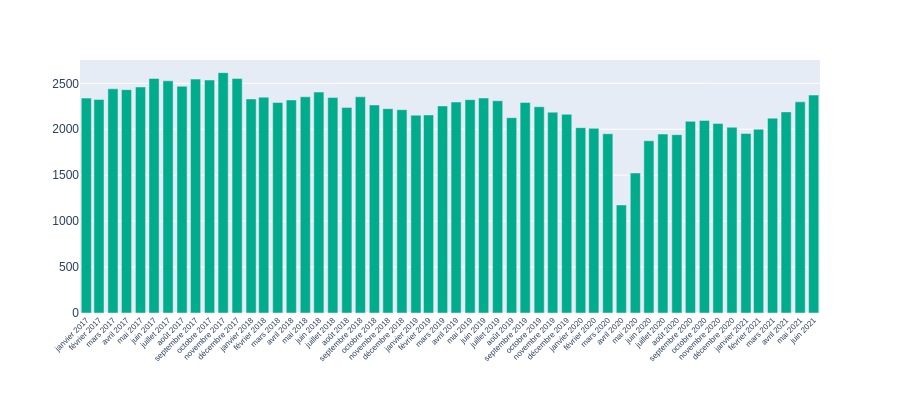 2500
2000
1500
1000
500
0
janvier 2017
février 2017
mars 2017
avril 2017
mai 2017
juin 2017
juillet 2017
août 2017
septembre 2017
octobre 2017
novembre 2017
décembre 2017
janvier 2018
février 2018
mars 2018
avril 2018
mai 2018
juin 2018
juillet 2018
août 2018
septembre 2018
octobre 2018
novembre 2018
décembre 2018
janvier 2019
février 2019
mars 2019
avril 2019
mai 2019
juin 2019
juillet 2019
août 2019
septembre 2019
octobre 2019
novembre 2019
décembre 2019
janvier 2020
février 2020
mars 2020
avril 2020
mai 2020
juin 2020
juillet 2020
août 2020
septembre 2020
octobre 2020
novembre 2020
décembre 2020
janvier 2021
février 2021
mars 2021
avril 2021
mai 2021
juin 2021